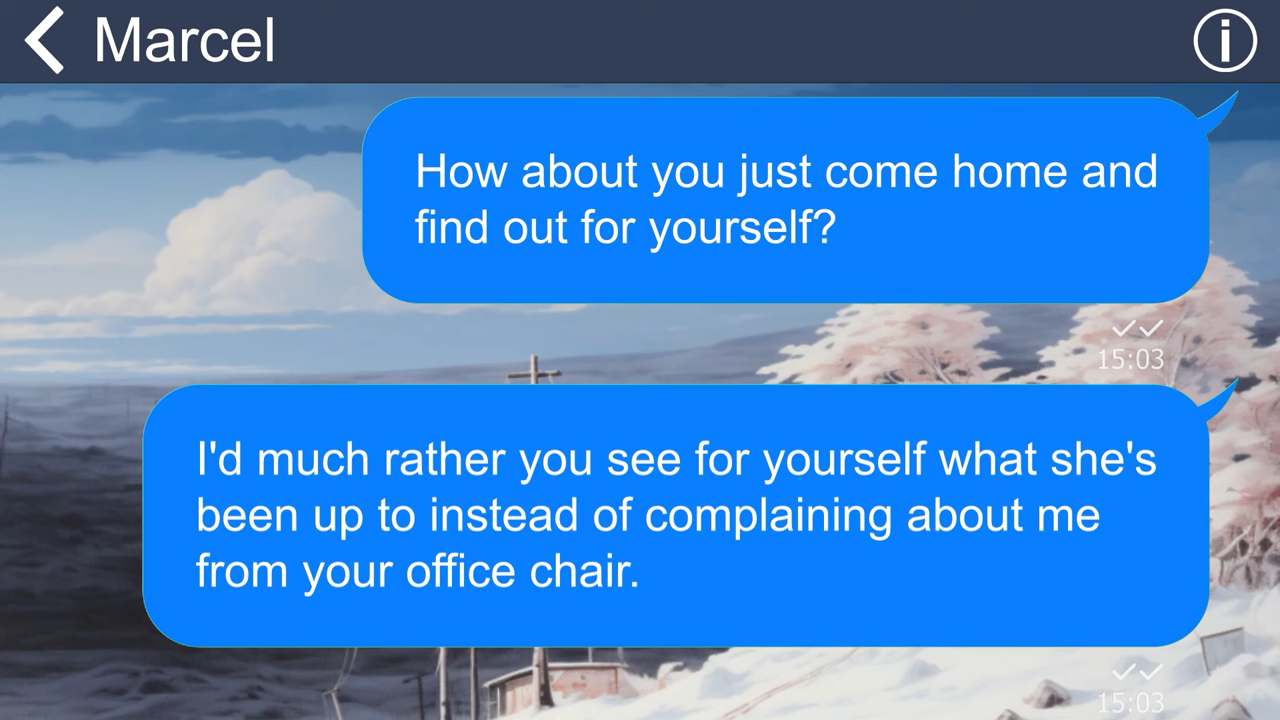 Marcel
How about you just come home and
find out for yourself?
15:03
I'd much rather you see for yourself what she's
been up to instead of complaining about me
from your office chair.
15:03